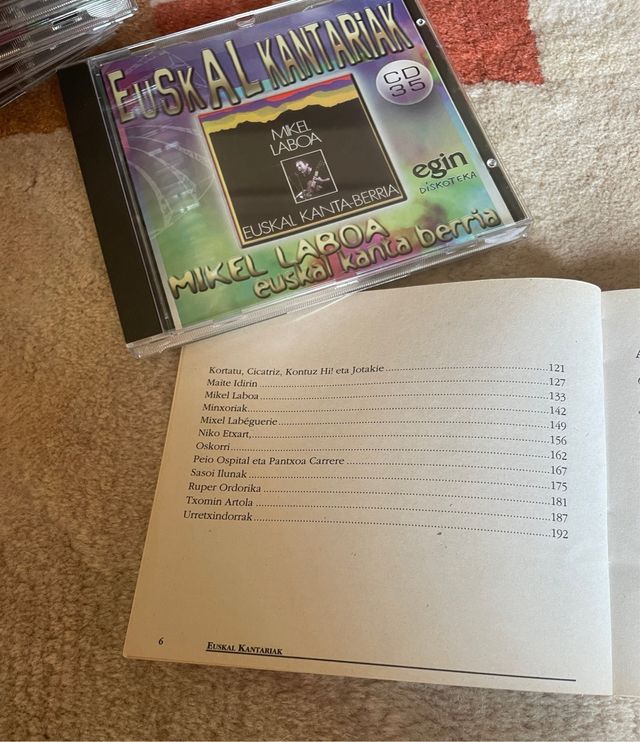 EuSkAL KANTARiAK
CD
35
MIKEL
LABOA
EUSKAL KANTA-BERRIA
egin
DiSKOTEKA
MIKEL LABOA
euskal kanta berria
Kortatu, Cicatriz, Kontuz Hi! eta Jotakie 121
Maite Idirin 127
Mikel Laboa 133
Minxoriak 142
Mixel Labéguerie 149
Niko Etxart, 156
Oskorri 162
Peio Ospital eta Pantxoa Carrere 167
Sasoi Ilunak 175
Ruper Ordorika 181
Txomin Artola 187
Urretxindorrak 192
6 EUSKAL KANTARIAK